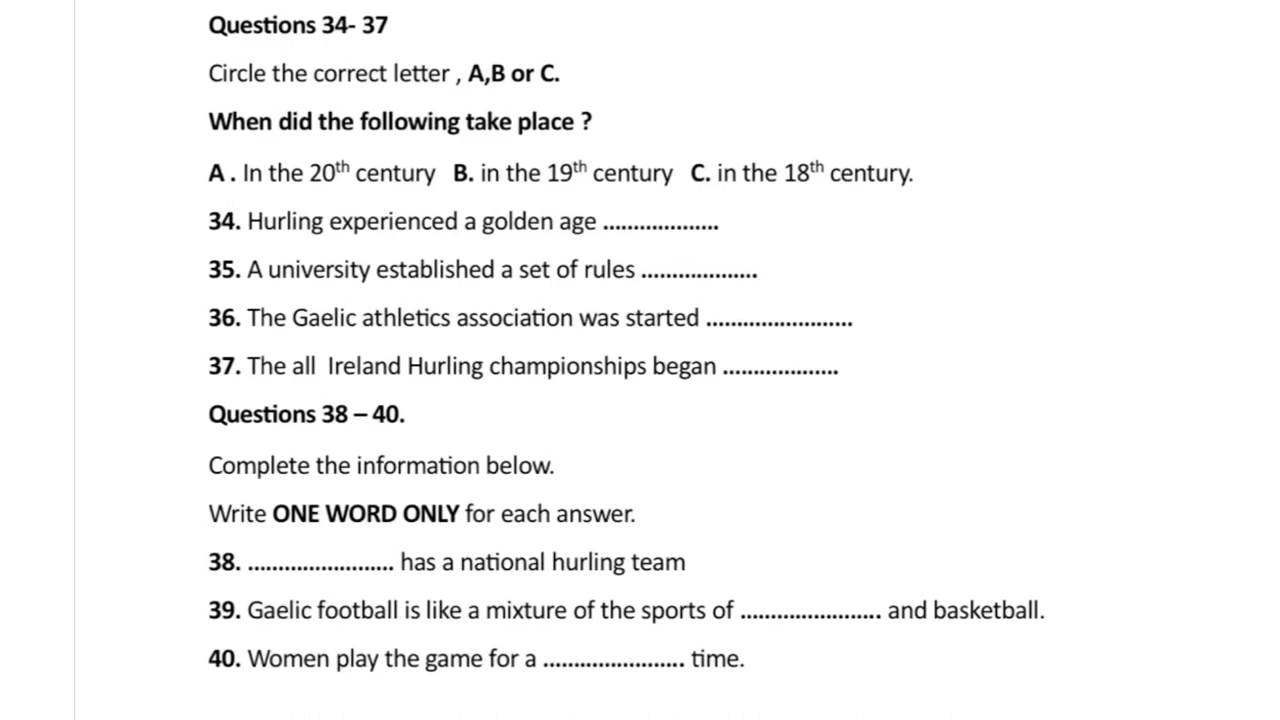 Questions 34- 37
Circle the correct letter , A,B or C.
When did the following take place ?
A . In the 20th century B. in the 19th century C. in the 18th century.
34. Hurling experienced a golden age ...................
35. A university established a set of rules ...................
36. The Gaelic athletics association was started ........................
37. The all Ireland Hurling championships began ...................
Questions 38 – 40.
Complete the information below.
Write ONE WORD ONLY for each answer.
38. ........................ has a national hurling team
39. Gaelic football is like a mixture of the sports of ....................... and basketball.
40. Women play the game for a ....................... time.